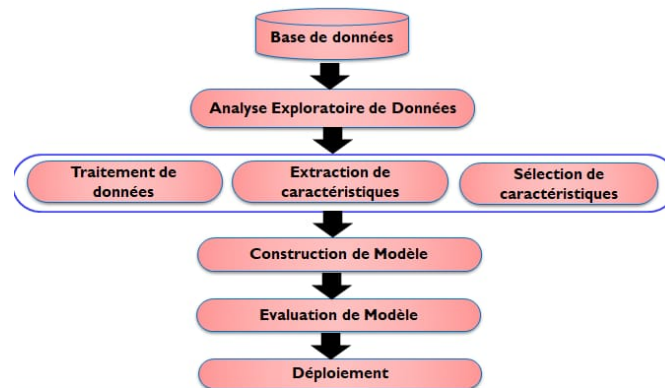 Base de données
Analyse Exploratoire de Données
Traitement de
données
Extraction de
caractéristiques
Sélection de
caractéristiques
Construction de Modèle
Evaluation de Modèle
Déploiement